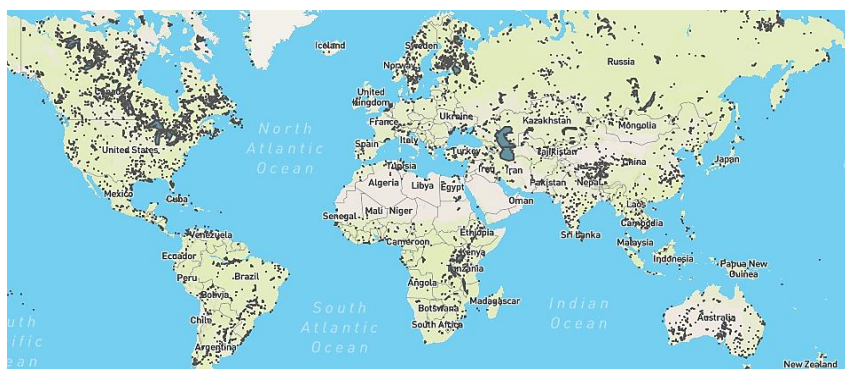 Iceland
Sweden
Norway
Russia
Canada
United
Kingdom
North
Atlantic
Ocean
France
Ukraine
Kazakhstan
Mongolia
United States
Spain
Italy
Turkey
Tajikistan
China
Japan
Tunisia
Iraq
Iran
Algeria
Libya
Egypt
Pakistan
Nepal
Mexico
Cuba
Oman
Laos
Senegal
Mali
Niger
Cambodia
Venezuela
Cameroon
Ethiopia
Sri Lanka
Malaysia
Ecuador
Kenya
Indonesia
Papua New
Guinea
Peru
Brazil
Tanzania
Bolivia
Angola
Madagascar
South
Atlantic
Ocean
Indian
Ocean
Botswana
Chile
Australia
South Africa
Argentina
New Zealand